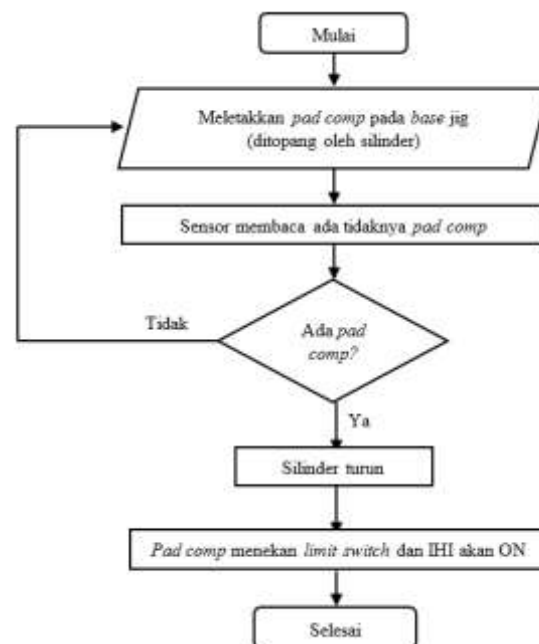 Mulai
Meletakkan pad comp pada base jig
(ditopang oleh silinder)
Sensor membaca ada tidaknya pad comp
Tidak
Ada pad
comp?
Ya
Silinder turun
Pad comp menekan limit switch dan IHI akan ON
Selesai